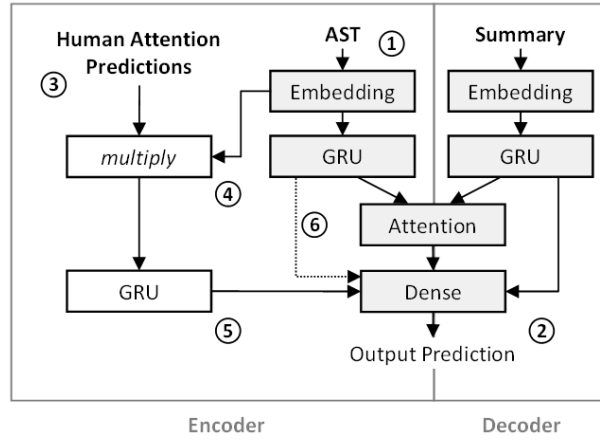 Human Attention
Predictions
AST
①
Summary
③
Embedding
Embedding
multiply
GRU
GRU
④
⑥
Attention
GRU
Dense
⑤
②
Output Prediction
Encoder
Decoder